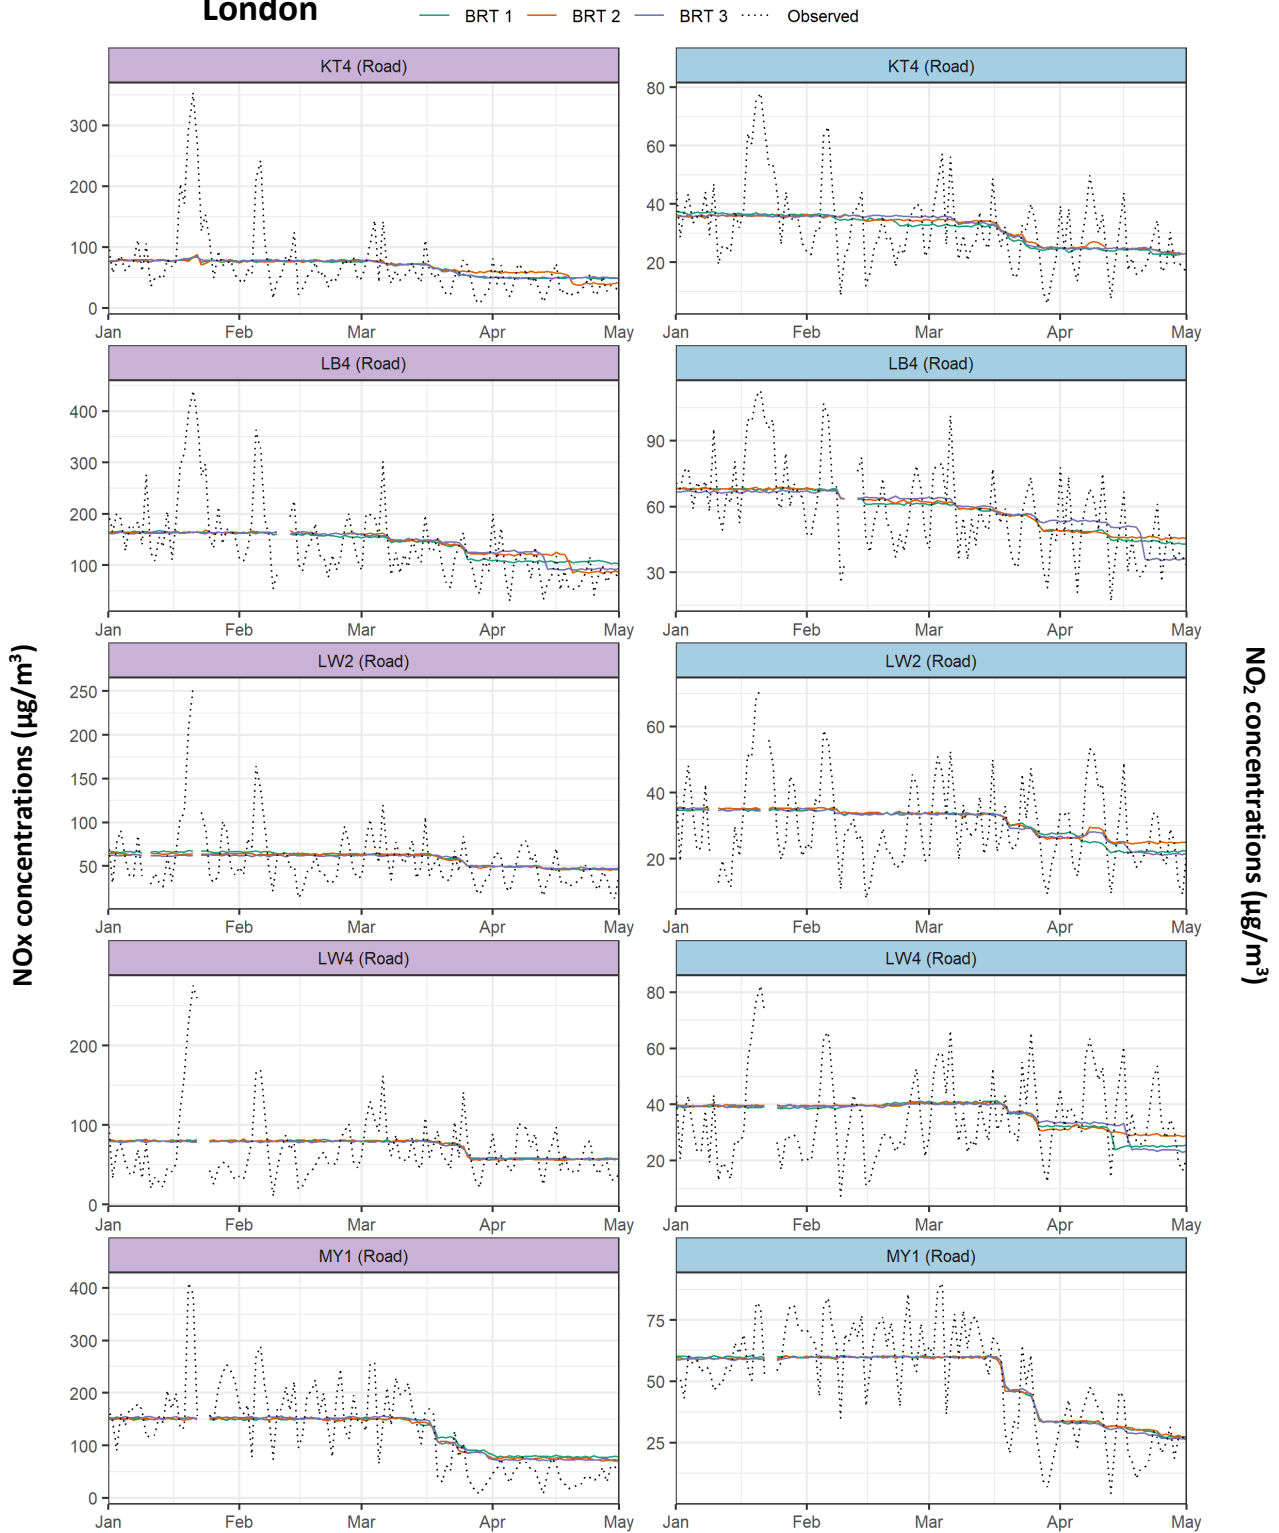 London
BRT 1 BRT 2 BRT 3 Observed
KT4 (Road) KT4 (Road)
300
200
100
0
80
60
40
20
Jan Feb Mar Apr May Jan Feb Mar Apr May
LB4 (Road) LB4 (Road)
400
300
200
100
90
60
30
Jan Feb Mar Apr May Jan Feb Mar Apr May
LW2 (Road) LW2 (Road)
250
200
150
100
50
60
40
20
Jan Feb Mar Apr May Jan Feb Mar Apr May
LW4 (Road) LW4 (Road)
200
100
0
80
60
40
20
Jan Feb Mar Apr May Jan Feb Mar Apr May
MY1 (Road) MY1 (Road)
400
300
200
100
0
75
50
25
Jan Feb Mar Apr May Jan Feb Mar Apr May
NOx concentrations (µg/m³)
NO₂ concentrations (µg/m³)